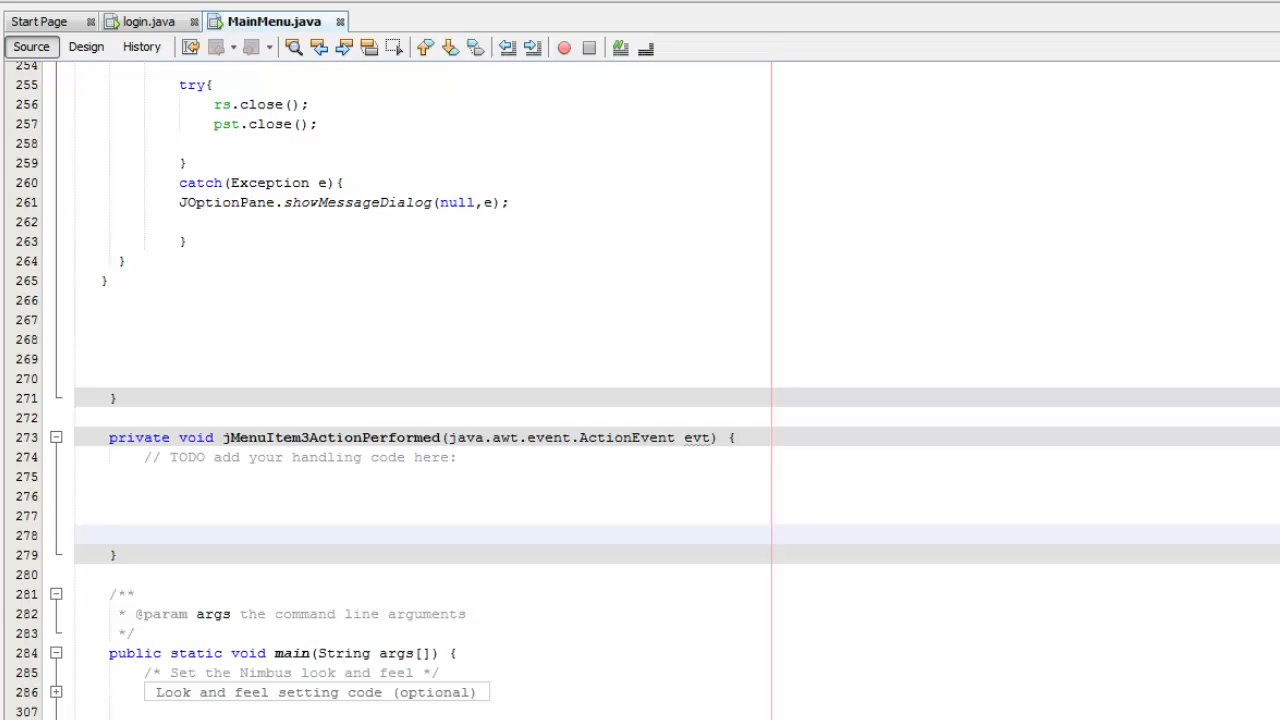 Start Page login.java MainMenu.java
Source Design History
254
255 try{
256 rs.close();
257 pst.close();
258
259 }
260 catch(Exception e){
261 JOptionPane.showMessageDialog(null,e);
262
263 }
264 }
265 }
266
267
268
269
270
271 }
272
273 private void jMenuItem3ActionPerformed(java.awt.event.ActionEvent evt) {
274 // TODO add your handling code here:
275
276
277
278
279 }
280
281 /**
282 * @param args the command line arguments
283 */
284 public static void main(String args[]) {
285 /* Set the Nimbus look and feel */
286 Look and feel setting code (optional)
307